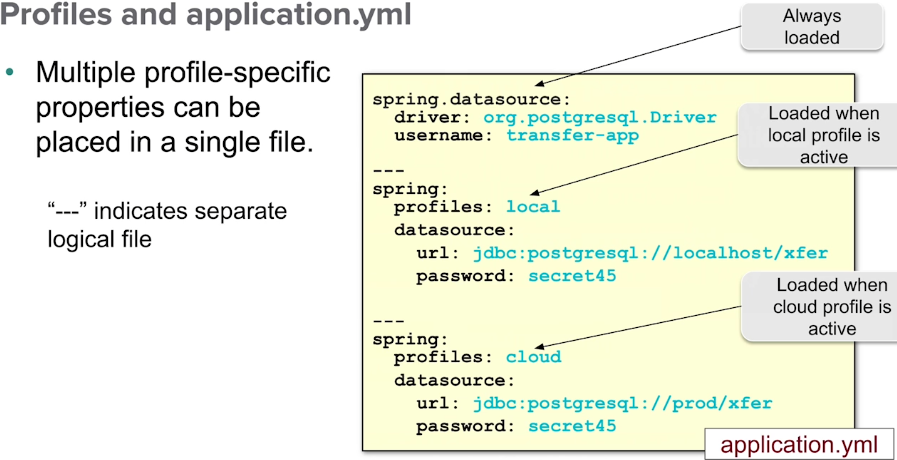 Profiles and application.yml
• Multiple profile-specific
properties can be
placed in a single file.
“---” indicates separate
logical file
Always
loaded
spring.datasource:
  driver: org.postgresql.Driver
  username: transfer-app
Loaded when
local profile is
active
---
spring:
  profiles: local
  datasource:
    url: jdbc:postgresql://localhost/xfer
    password: secret45
Loaded when
cloud profile is
active
---
spring:
  profiles: cloud
  datasource:
    url: jdbc:postgresql://prod/xfer
    password: secret45
application.yml